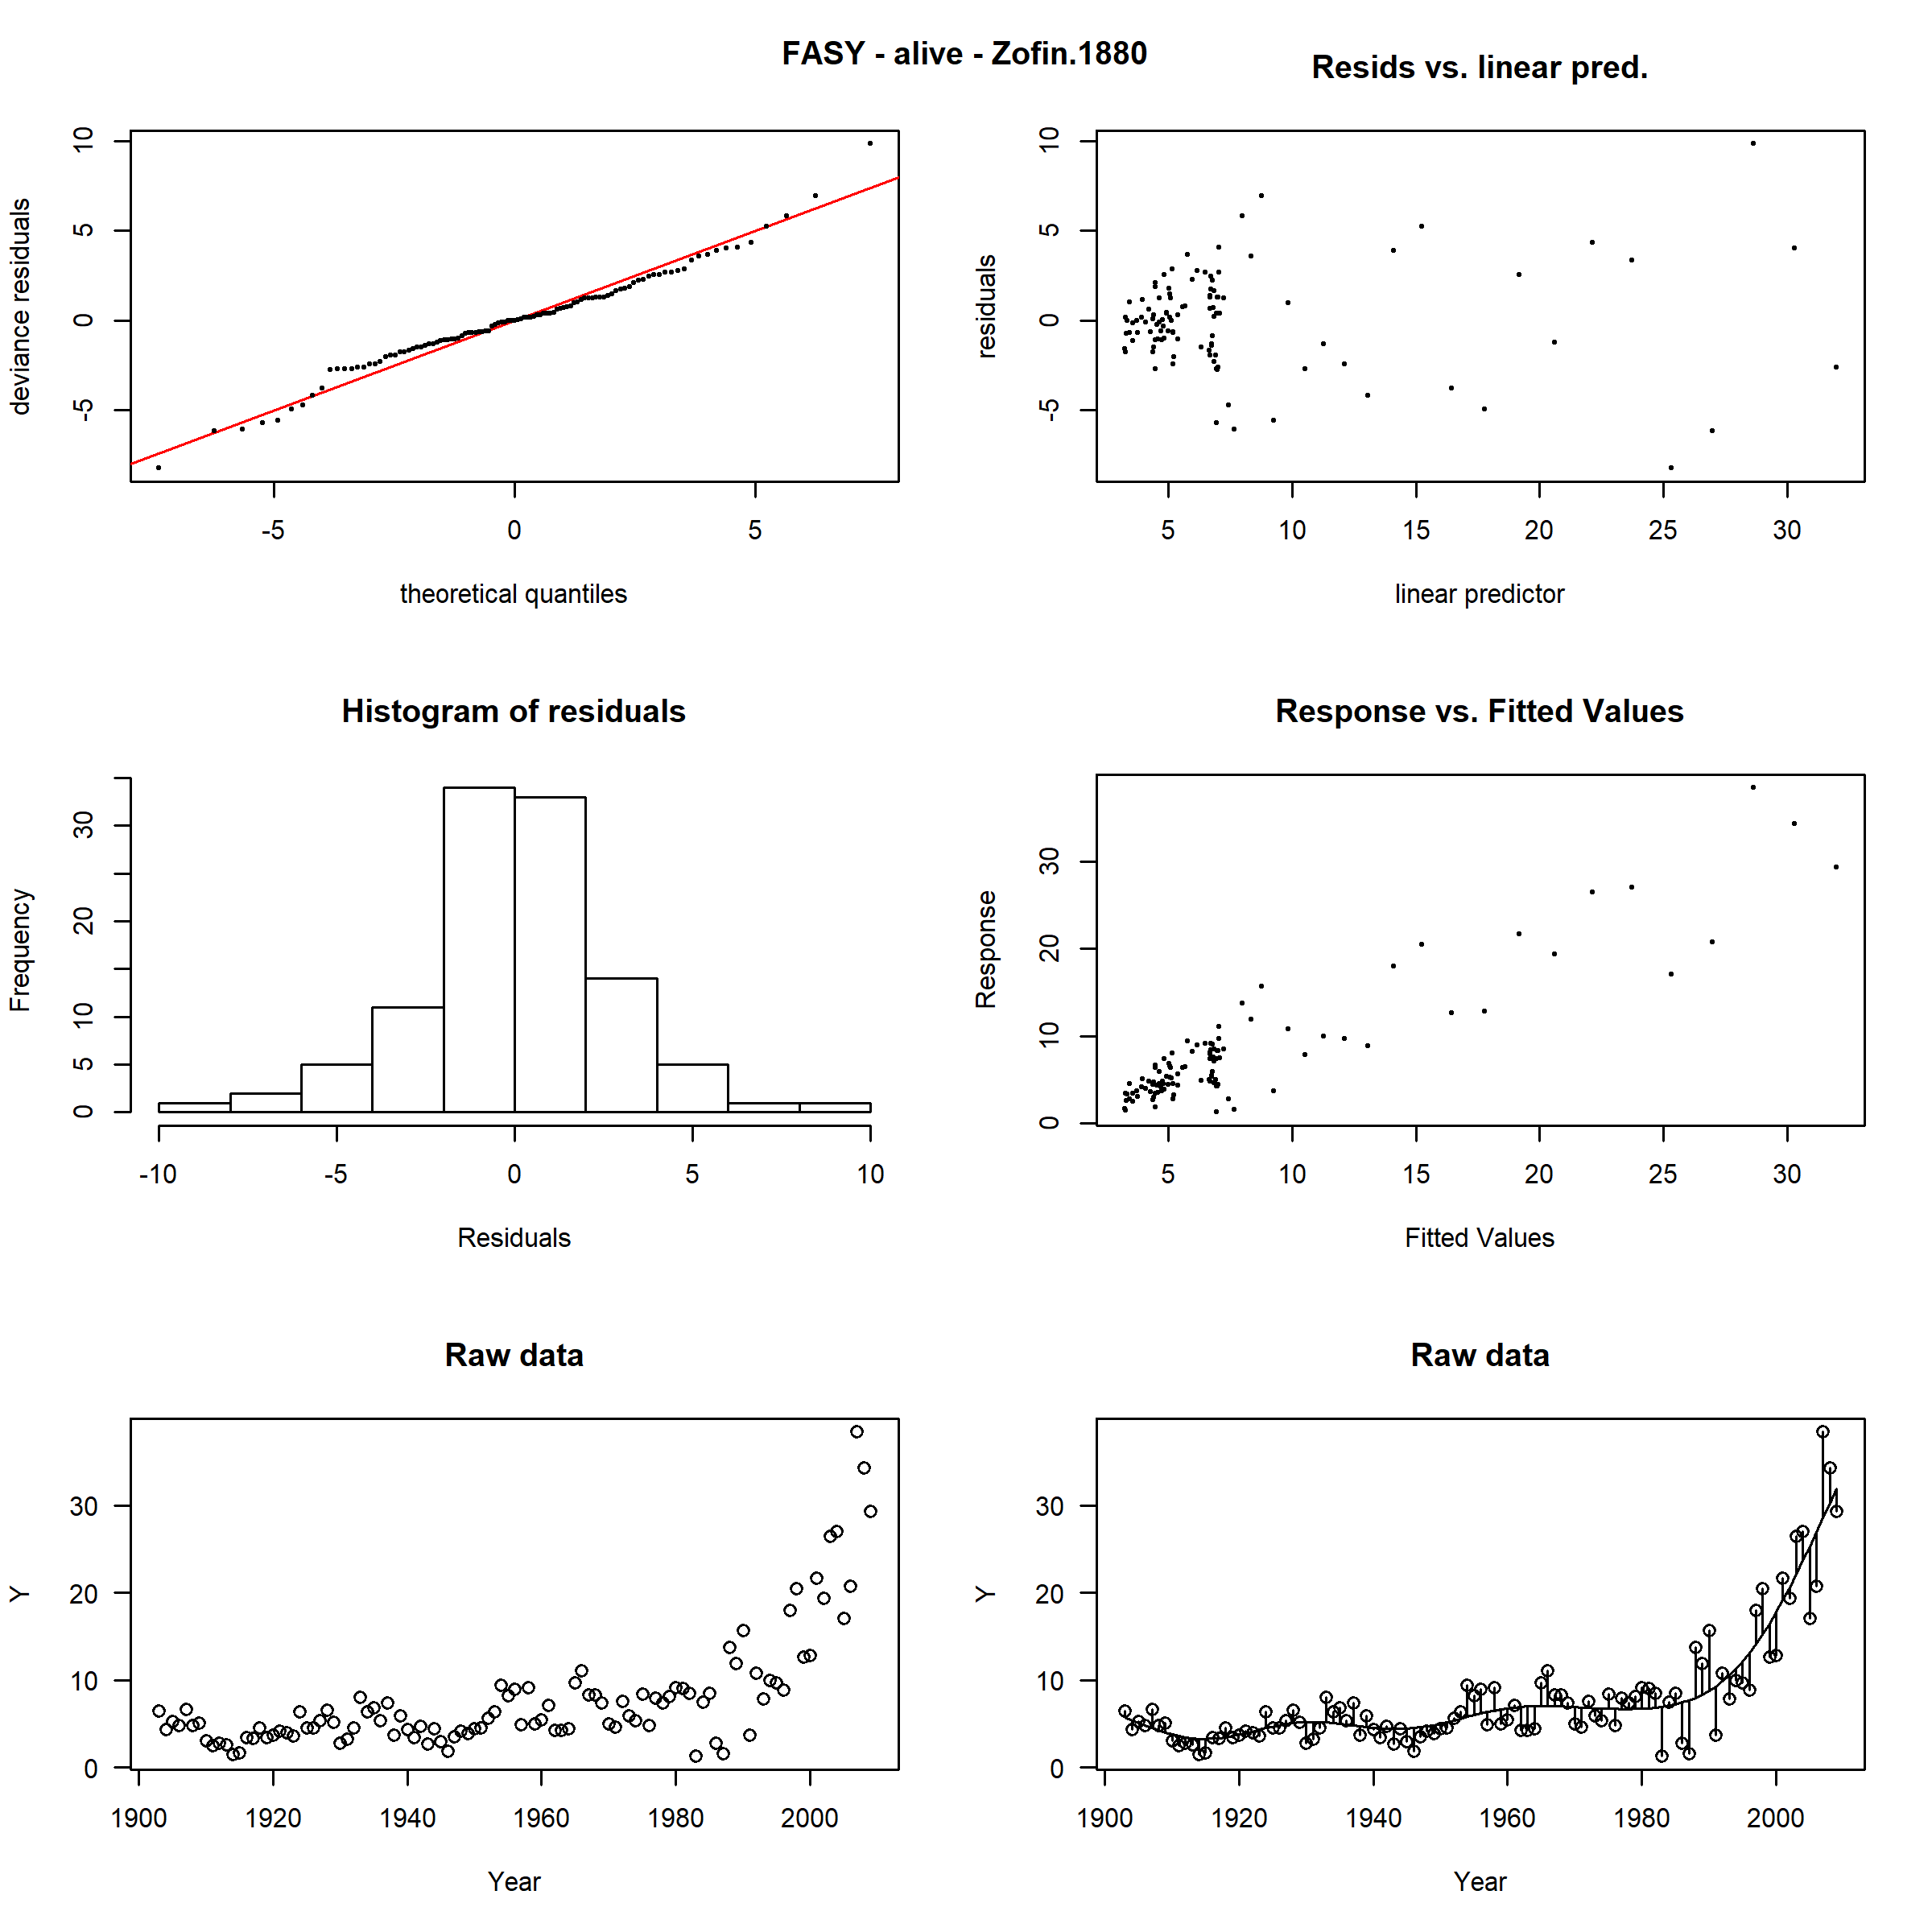 FASY - alive - Zofin.1880
Resids vs. linear pred.
deviance residuals
-5 0 5 10
-5 0 5
theoretical quantiles
residuals
-5 0 5 10
5 10 15 20 25 30
linear predictor
Histogram of residuals
Frequency
0 5 10 20 30
-10 -5 0 5 10
Residuals
Response vs. Fitted Values
Response
0 10 20 30
5 10 15 20 25 30
Fitted Values
Raw data
Y
0 10 20 30
1900 1920 1940 1960 1980 2000
Year
Raw data
Y
0 10 20 30
1900 1920 1940 1960 1980 2000
Year